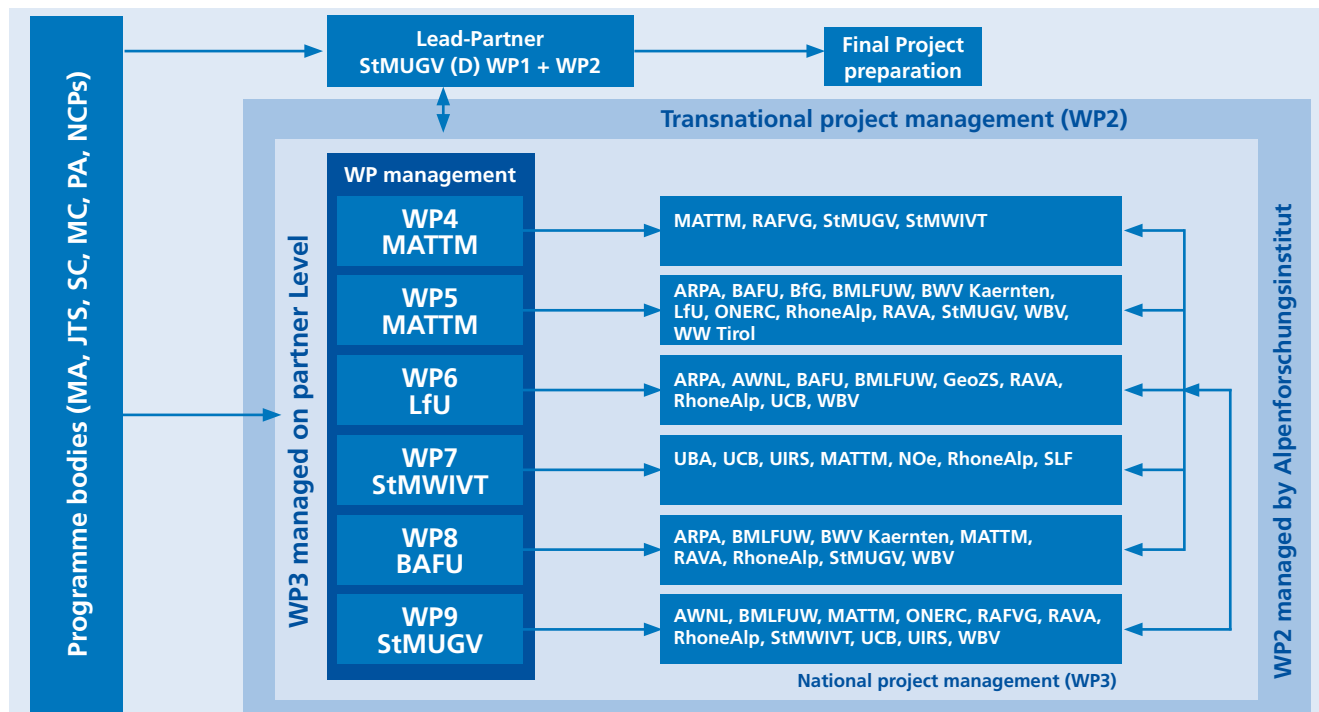 Programme bodies (MA, JTS, SC, MC, PA, NCPs)
Lead-Partner
StMUGV (D) WP1 + WP2
Final Project
preparation
Transnational project management (WP2)
WP3 managed on partner Level
WP management
WP4
MATTM
MATTM, RAFVG, StMUGV, StMWIVT
WP5
MATTM
ARPA, BAFU, BfG, BMLFUW, BWV Kaernten,
LfU, ONERC, RhoneAlp, RAVA, StMUGV, WBV,
WW Tirol
WP6
LfU
ARPA, AWNL, BAFU, BMLFUW, GeoZS, RAVA,
RhoneAlp, UCB, WBV
WP7
StMWIVT
UBA, UCB, UIRS, MATTM, NOe, RhoneAlp, SLF
WP8
BAFU
ARPA, BMLFUW, BWV Kaernten, MATTM,
RAVA, RhoneAlp, StMUGV, WBV
WP9
StMUGV
AWNL, BMLFUW, MATTM, ONERC, RAFVG, RAVA,
RhoneAlp, StMWIVT, UCB, UIRS, WBV
National project management (WP3)
WP2 managed by Alpenforschungsinstitut